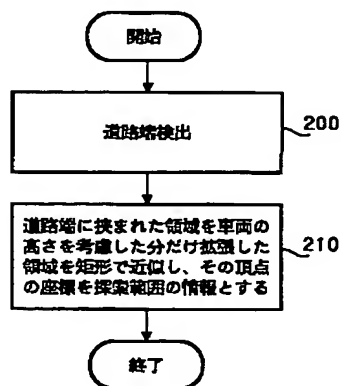 開始
道路端検出
200
道路端に挟まれた領域を車両の
高さを考慮した分だけ拡張した
領域を矩形で近似し、その頂点
の座標を探索範囲の情報とする
210
終了